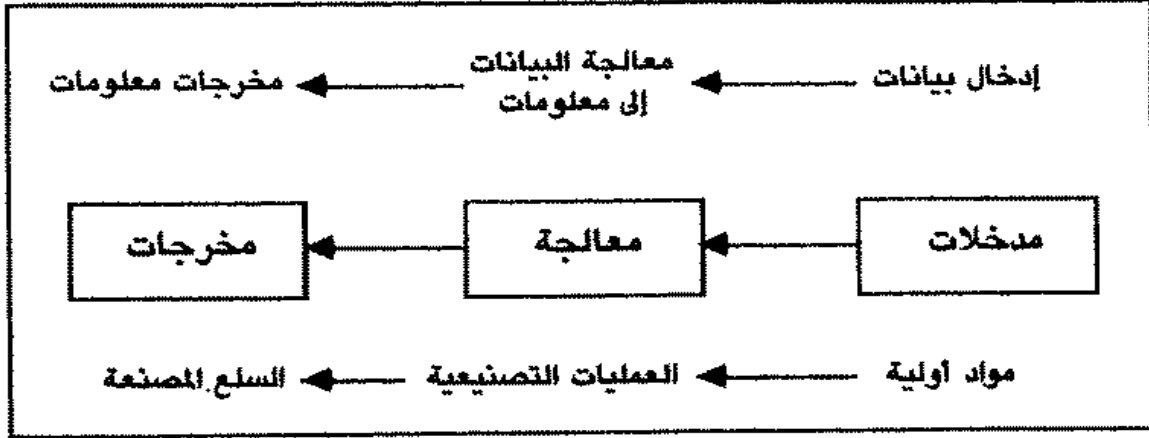 إدخال بيانات معالجة البيانات مخرجات معلومات
إلى معلومات
مدخلات معالجة مخرجات
مواد أولية العمليات التصنيعية السلع المصنعة